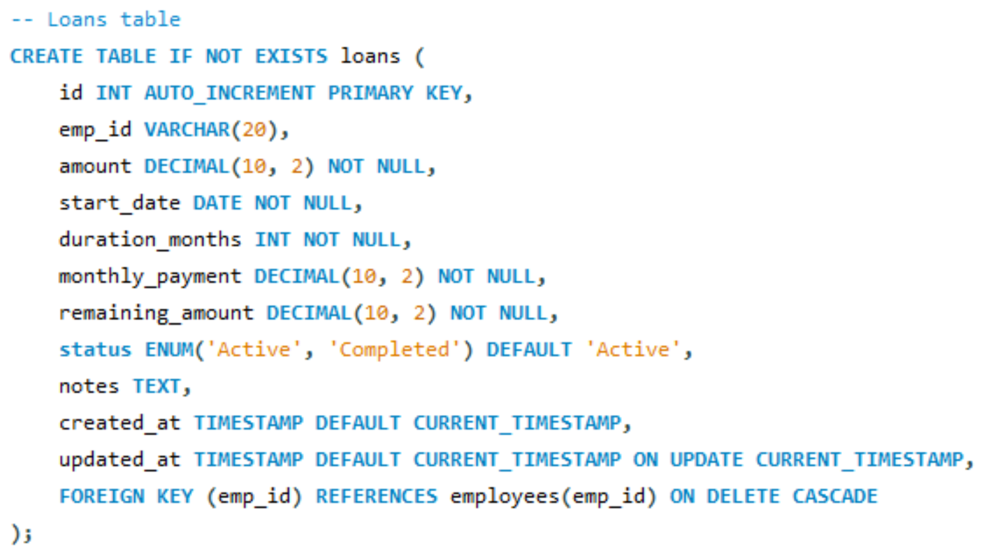 -- Loans table
CREATE TABLE IF NOT EXISTS loans (
    id INT AUTO_INCREMENT PRIMARY KEY,
    emp_id VARCHAR(20),
    amount DECIMAL(10, 2) NOT NULL,
    start_date DATE NOT NULL,
    duration_months INT NOT NULL,
    monthly_payment DECIMAL(10, 2) NOT NULL,
    remaining_amount DECIMAL(10, 2) NOT NULL,
    status ENUM('Active', 'Completed') DEFAULT 'Active',
    notes TEXT,
    created_at TIMESTAMP DEFAULT CURRENT_TIMESTAMP,
    updated_at TIMESTAMP DEFAULT CURRENT_TIMESTAMP ON UPDATE CURRENT_TIMESTAMP,
    FOREIGN KEY (emp_id) REFERENCES employees(emp_id) ON DELETE CASCADE
);